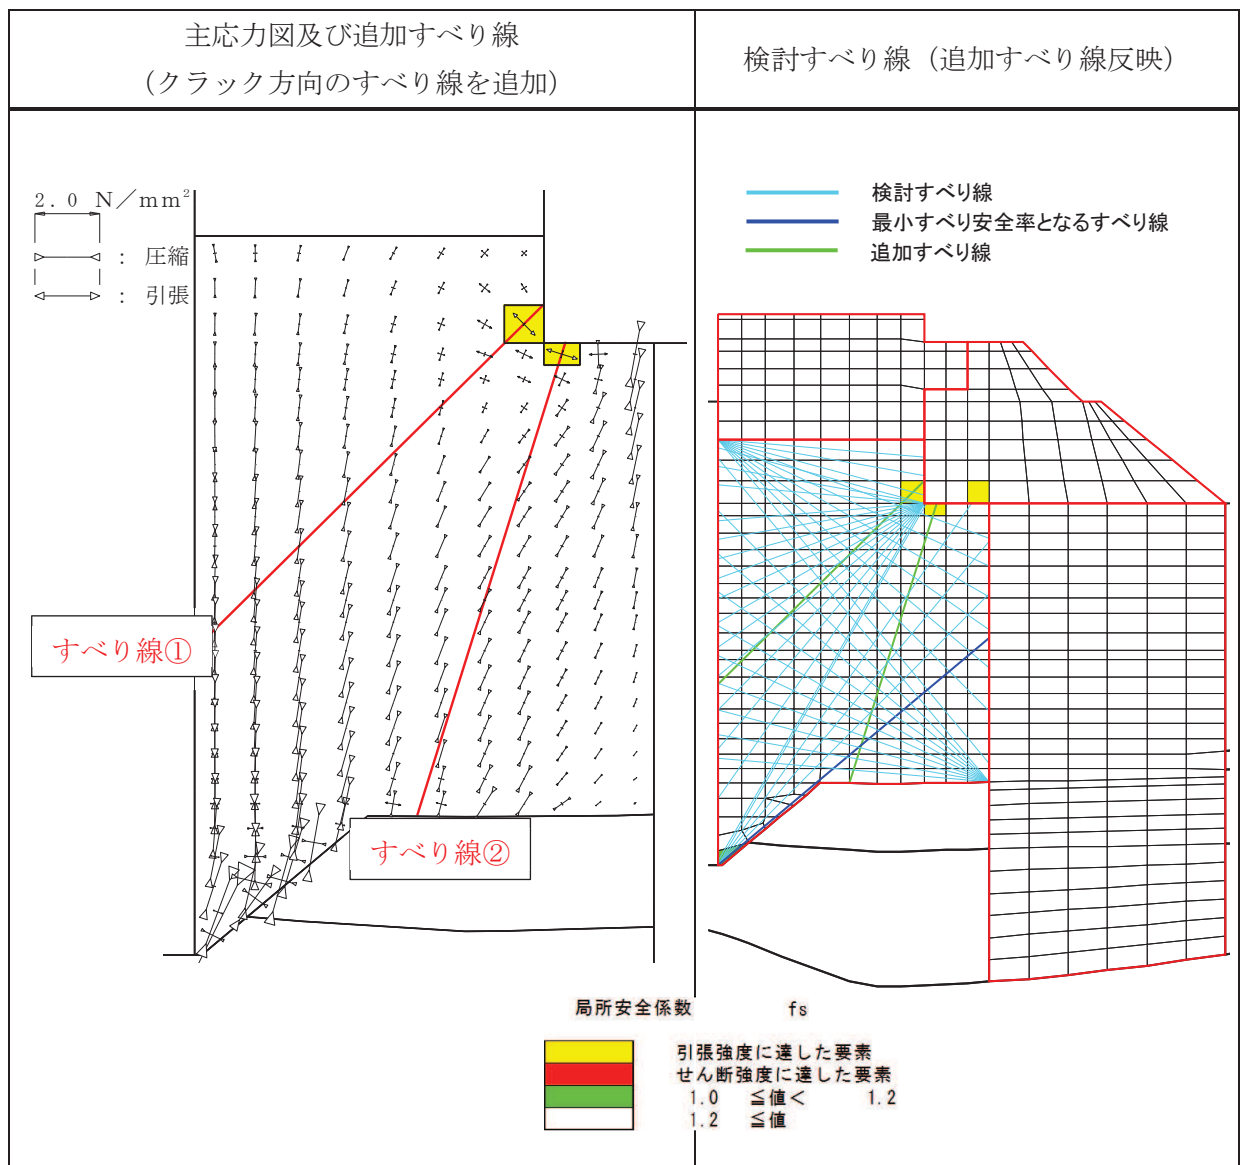 主応力図及び追加すべり線
（クラック方向のすべり線を追加）
検討すべり線（追加すべり線反映）
2.0 N／mm²
： 圧縮
： 引張
すべり線①
すべり線②
検討すべり線
最小すべり安全率となるすべり線
追加すべり線
局所安全係数 fs
引張強度に達した要素
せん断強度に達した要素
1.0 ≦値＜ 1.2
1.2 ≦値